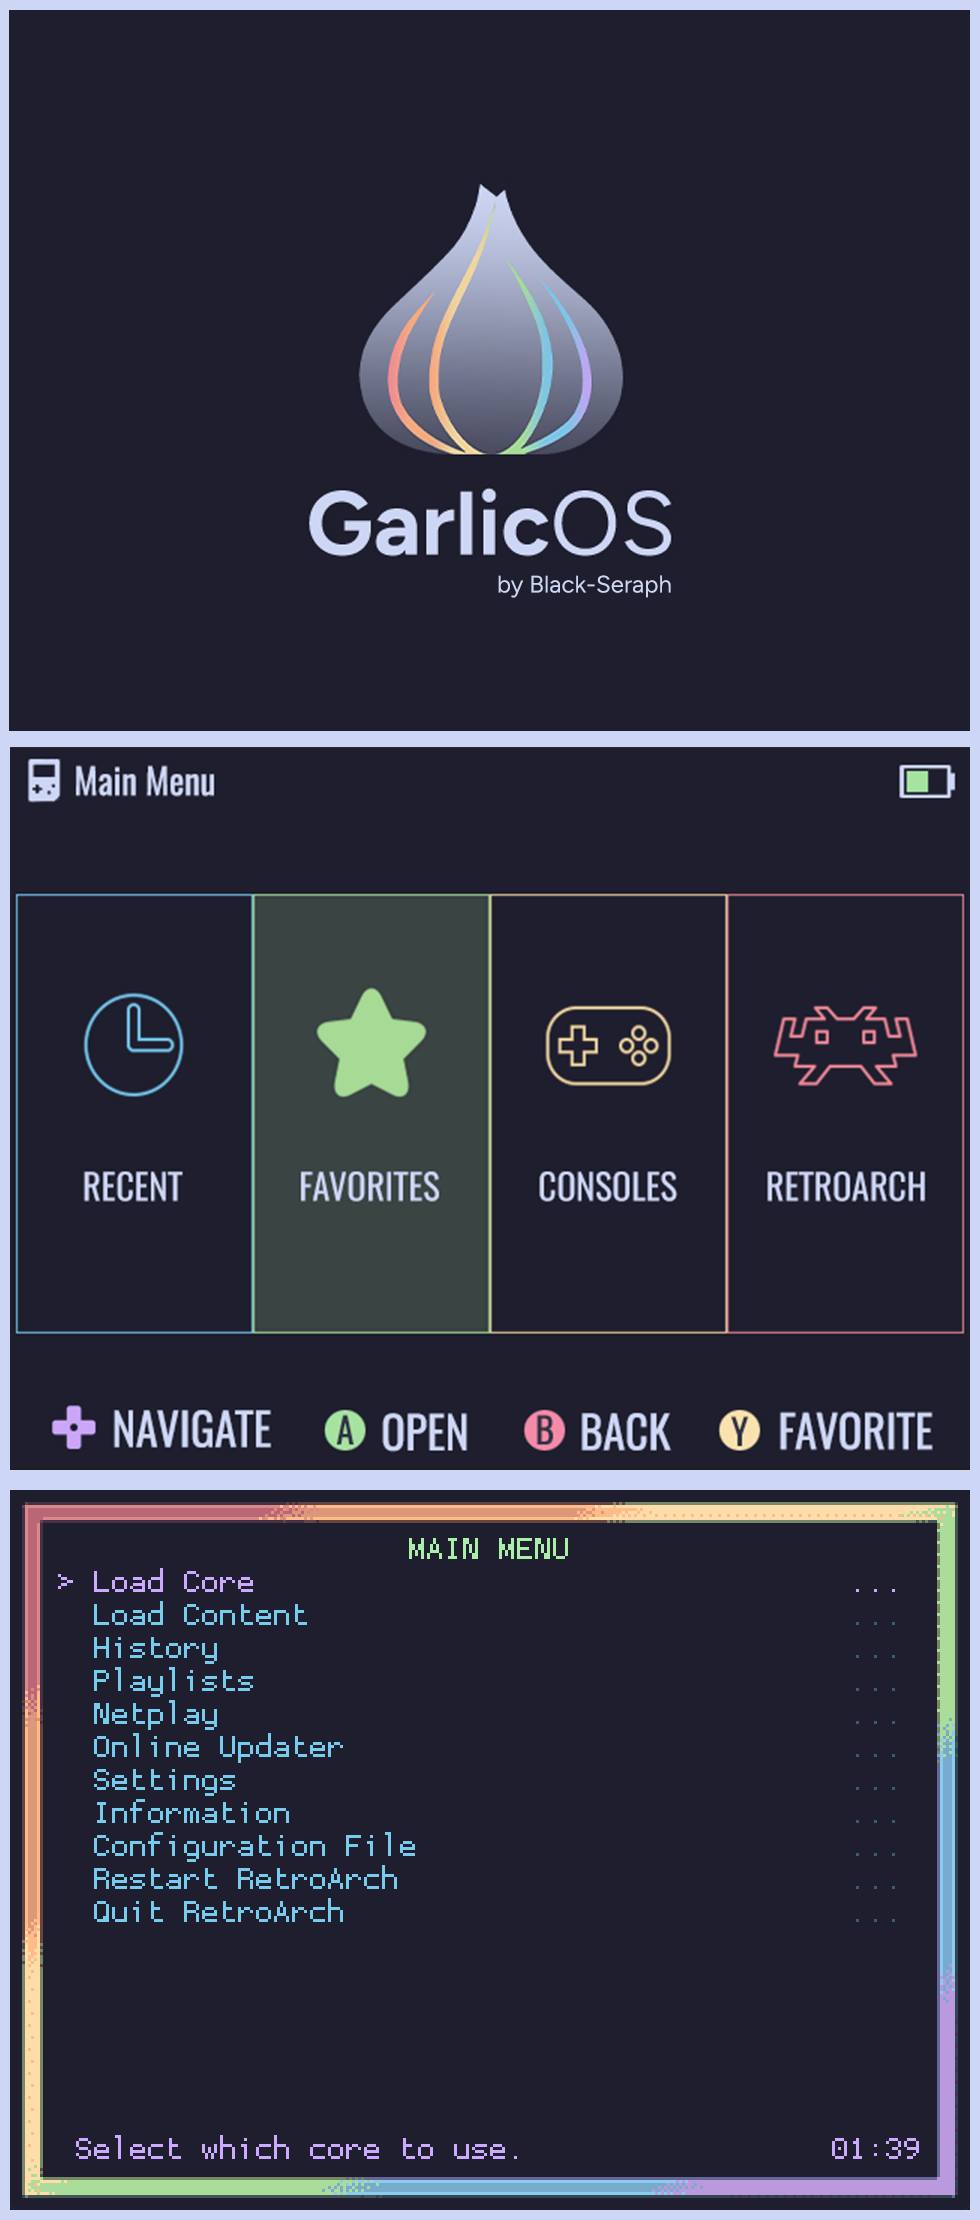 GarlicOS
by Black-Seraph
Main Menu
RECENT FAVORITES CONSOLES RETROARCH
NAVIGATE A OPEN B BACK Y FAVORITE
MAIN MENU
> Load Core ...
Load Content ...
History ...
Playlists ...
Netplay ...
Online Updater ...
Settings ...
Information ...
Configuration File ...
Restart RetroArch ...
Quit RetroArch ...
Select which core to use. 01:39